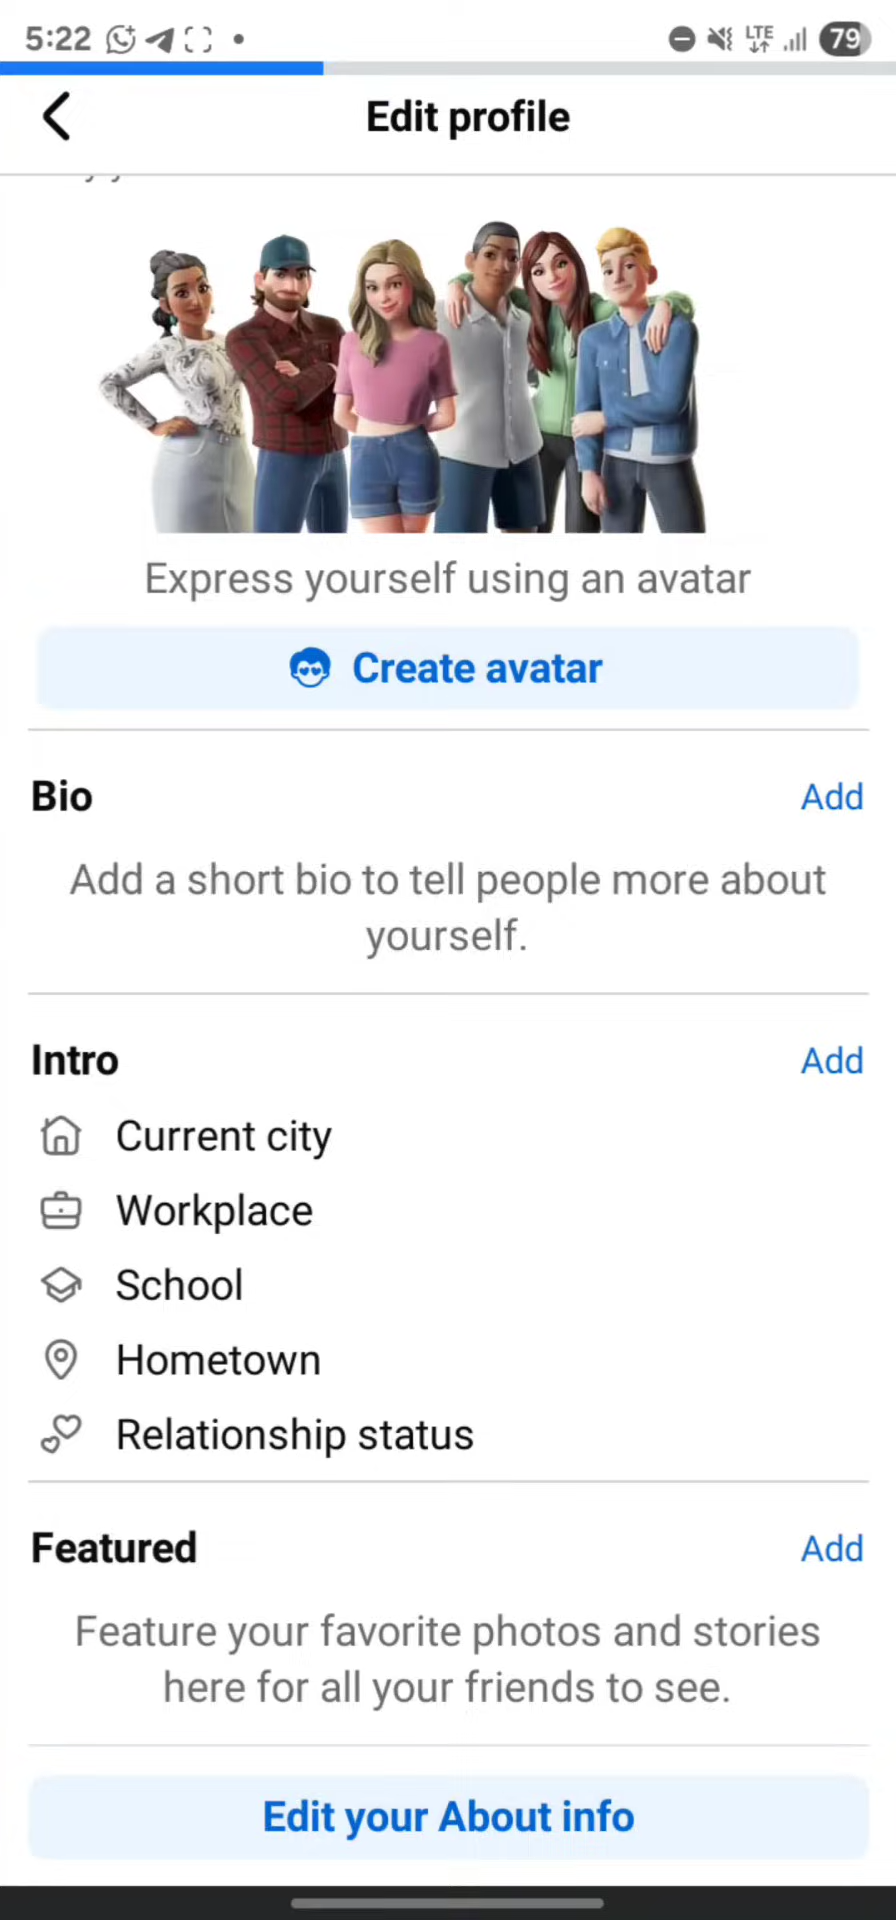 5:22
LTE
79
Edit profile
Express yourself using an avatar
Create avatar
Bio
Add
Add a short bio to tell people more about
yourself.
Intro
Add
Current city
Workplace
School
Hometown
Relationship status
Featured
Add
Feature your favorite photos and stories
here for all your friends to see.
Edit your About info